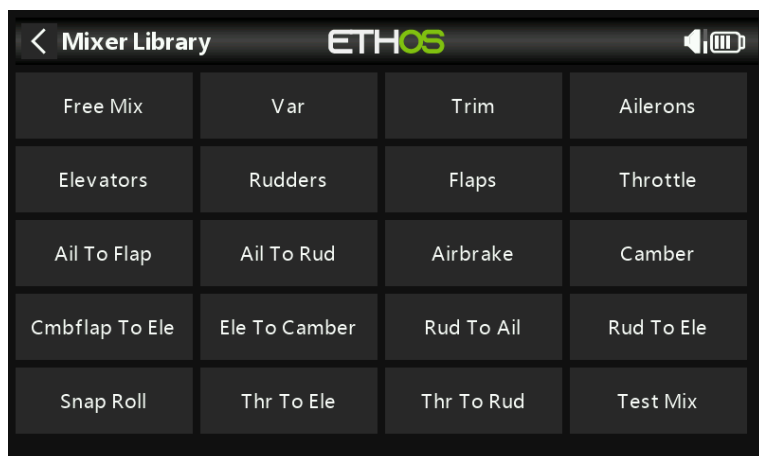 Mixer Library ETHOS
Free Mix Var Trim Ailerons
Elevators Rudders Flaps Throttle
Ail To Flap Ail To Rud Airbrake Camber
Cmbflap To Ele Ele To Camber Rud To Ail Rud To Ele
Snap Roll Thr To Ele Thr To Rud Test Mix